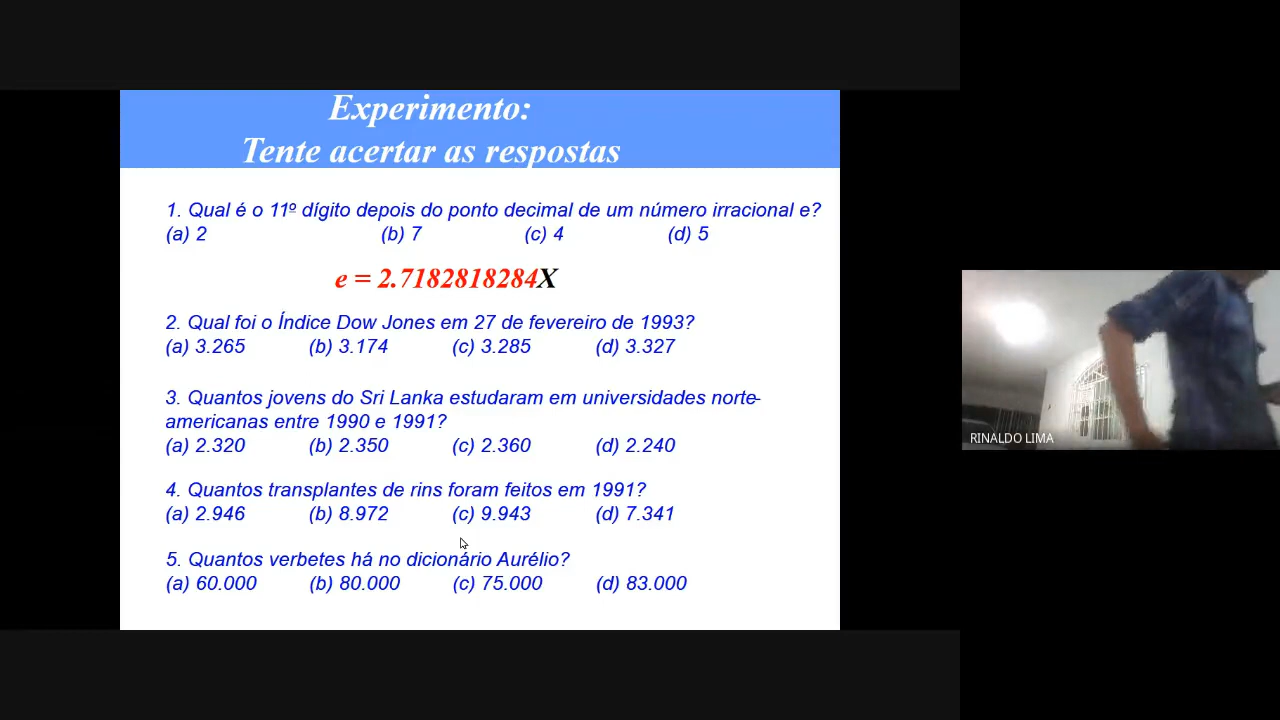 Experimento:
Tente acertar as respostas
1. Qual é o 11º dígito depois do ponto decimal de um número irracional e?
(a) 2 (b) 7 (c) 4 (d) 5
e = 2.7182818284X
2. Qual foi o Índice Dow Jones em 27 de fevereiro de 1993?
(a) 3.265 (b) 3.174 (c) 3.285 (d) 3.327
3. Quantos jovens do Sri Lanka estudaram em universidades norte-
americanas entre 1990 e 1991?
(a) 2.320 (b) 2.350 (c) 2.360 (d) 2.240
4. Quantos transplantes de rins foram feitos em 1991?
(a) 2.946 (b) 8.972 (c) 9.943 (d) 7.341
5. Quantos verbetes há no dicionário Aurélio?
(a) 60.000 (b) 80.000 (c) 75.000 (d) 83.000
RINALDO LIMA